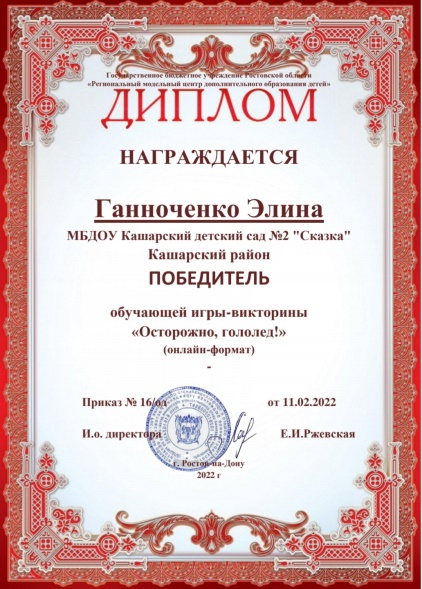 Государственное бюджетное учреждение Ростовской области
«Региональный модельный центр дополнительного образования детей»
ДИПЛОМ
НАГРАЖДАЕТСЯ
Ганноченко Элина
МБДОУ Кашарский детский сад №2 "Сказка"
Кашарский район
ПОБЕДИТЕЛЬ
обучающей игры-викторины
«Осторожно, гололед!»
(онлайн-формат)
-
Приказ № 16/од от 11.02.2022
И.о. директора Е.И.Ржевская
г. Ростов-на-Дону
2022 г